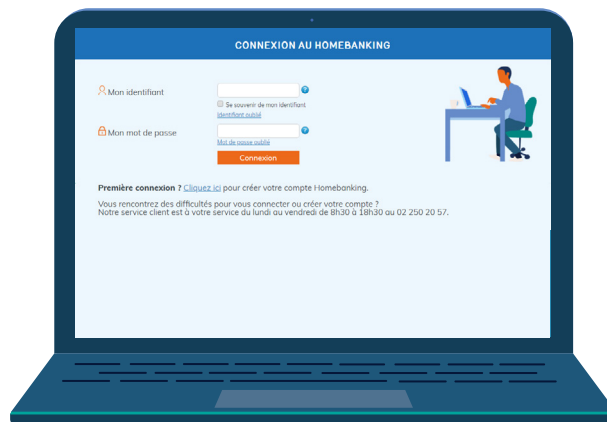 CONNEXION AU HOMEBANKING
Mon identifiant
Se souvenir de mon identifiant
Identifiant oublié
Mon mot de passe
Mot de passe oublié
Connexion
Première connexion ? Cliquez ici pour créer votre compte Homebanking.
Vous rencontrez des difficultés pour vous connecter ou créer votre compte ?
Notre service client est à votre service du lundi au vendredi de 8h30 à 18h30 au 02 250 20 57.